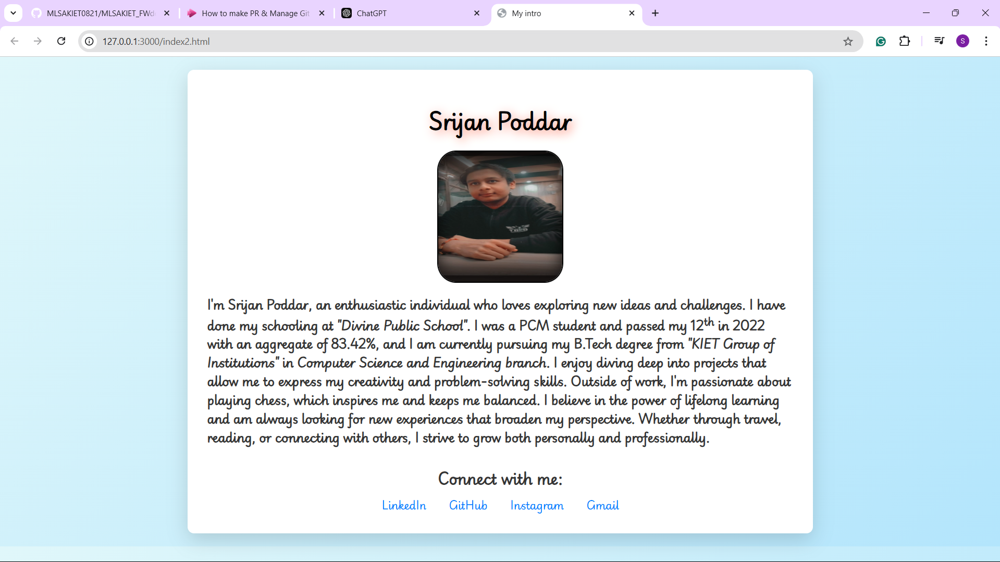 MLSAKIET0821/MLSAKIET_FWd
How to make PR & Manage Git
ChatGPT
My intro
127.0.0.1:3000/index2.html
S
Srijan Poddar
I'm Srijan Poddar, an enthusiastic individual who loves exploring new ideas and challenges. I have
done my schooling at "Divine Public School". I was a PCM student and passed my 12th in 2022
with an aggregate of 83.42%, and I am currently pursuing my B.Tech degree from "KIET Group of
Institutions" in Computer Science and Engineering branch. I enjoy diving deep into projects that
allow me to express my creativity and problem-solving skills. Outside of work, I'm passionate about
playing chess, which inspires me and keeps me balanced. I believe in the power of lifelong learning
and am always looking for new experiences that broaden my perspective. Whether through travel,
reading, or connecting with others, I strive to grow both personally and professionally.
Connect with me:
LinkedIn GitHub Instagram Gmail